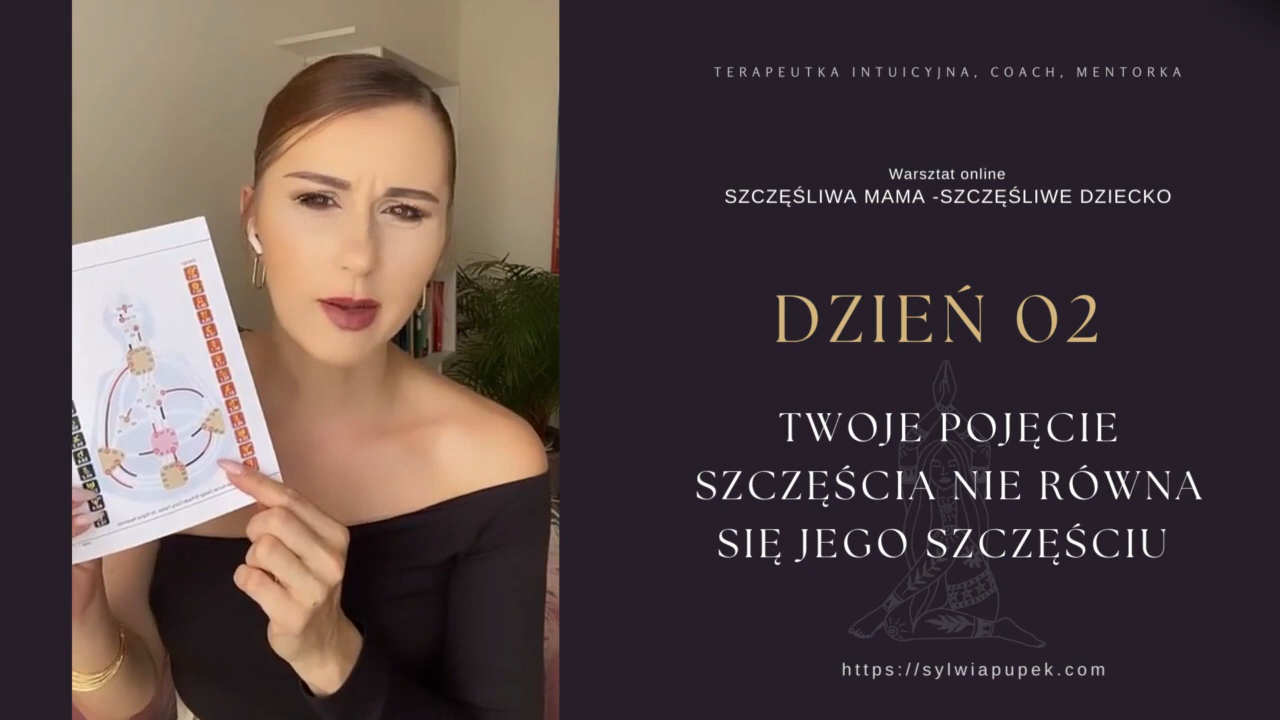 TERAPEUTKA INTUICYJNA, COACH, MENTORKA
Warsztat online
SZCZĘŚLIWA MAMA -SZCZĘŚLIWE DZIECKO
DZIEŃ 02
TWOJE POJĘCIE
SZCZĘŚCIA NIE RÓWNA
SIĘ JEGO SZCZĘŚCIU
https://sylwiapupek.com